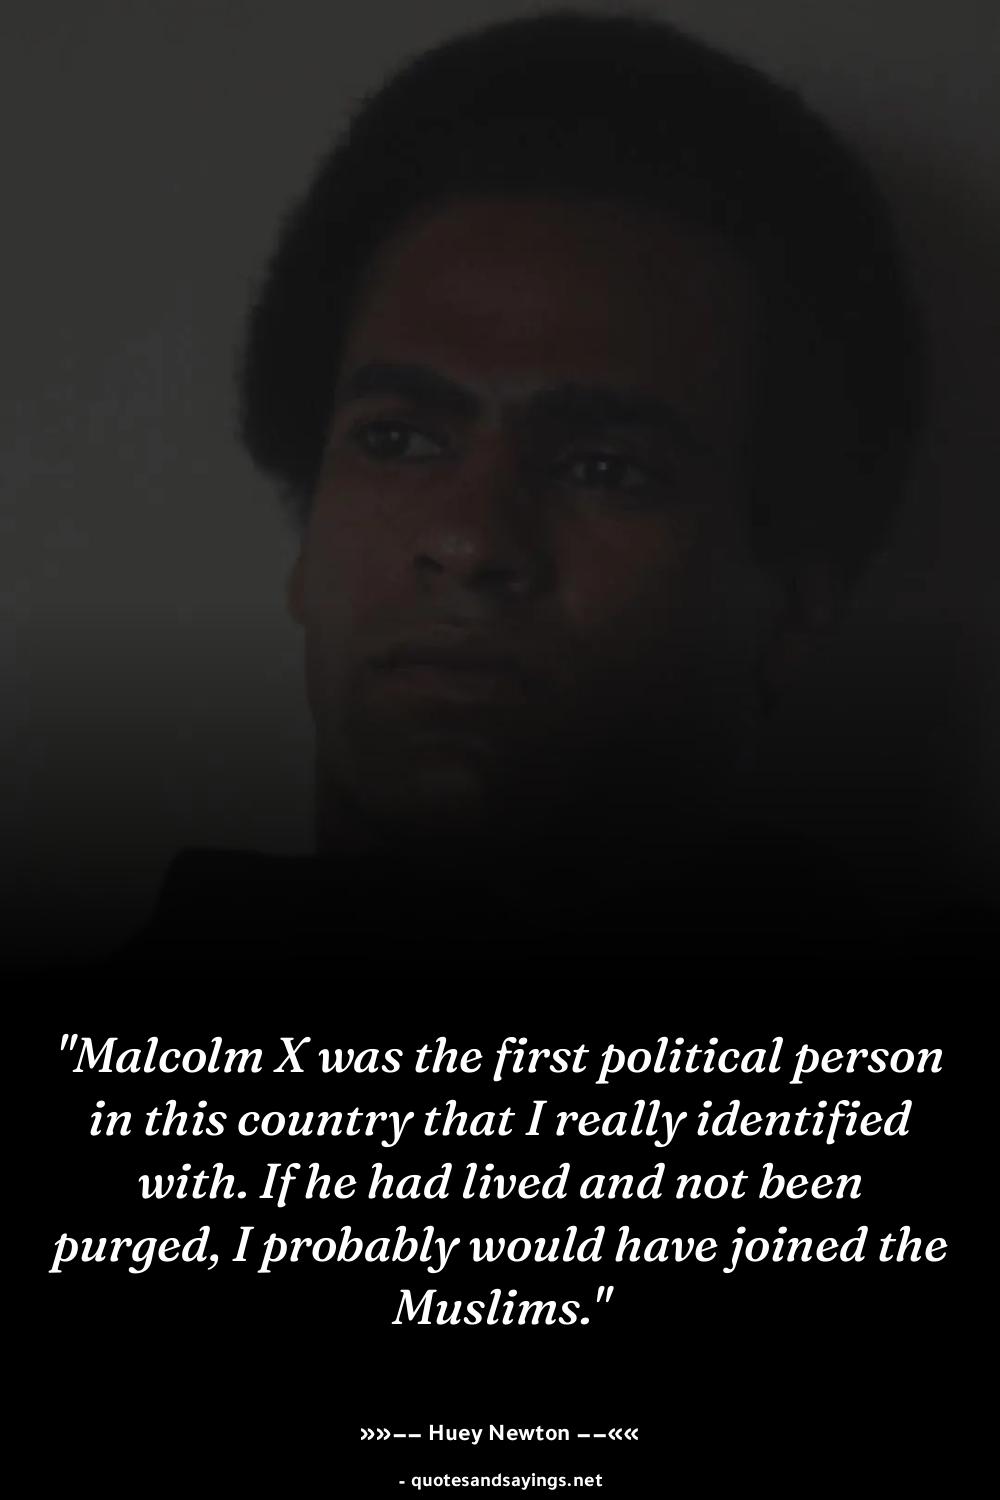 "Malcolm X was the first political person
in this country that I really identified
with. If he had lived and not been
purged, I probably would have joined the
Muslims."
»»−− Huey Newton −−««
- quotesandsayings.net